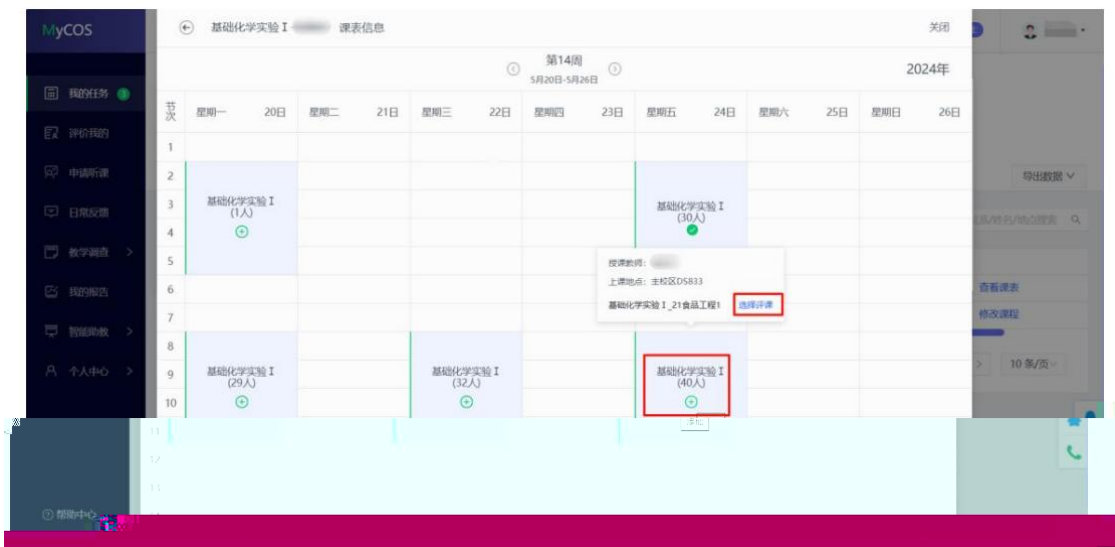 MyCOS
基础化学实验 I
课表信息
关闭
第14周
5月20日-5月26日
2024年
我的任务 3
评价我的
申请听课
日常反馈
教学调查
我的报告
智能助教
个人中心
帮助中心
节次 星期一 20日 星期二 21日 星期三 22日 星期四 23日 星期五 24日 星期六 25日 星期日 26日
1
2
3
4
5
6
7
8
9
10
基础化学实验 I
(1人)
基础化学实验 I
(30人)
授课教师:
上课地点: 主校区D5833
基础化学实验 I_21食品工程1 选择评课
基础化学实验 I
(29人)
基础化学实验 I
(32人)
基础化学实验 I
(40人)
导出数据
查看课表
修改课程
10 条/页